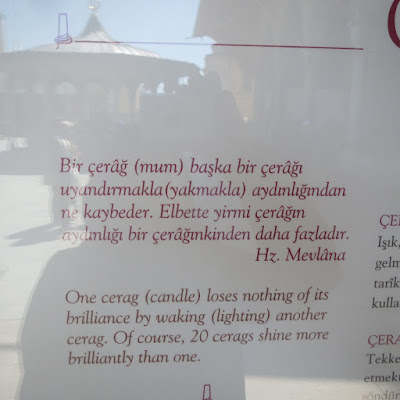 Bir çerâğ (mum) başka bir çerâğı
uyandırmakla(yakmakla) aydınlığından
ne kaybeder. Elbette yirmi çerâğın
aydınlığı bir çerâğınkinden daha fazladır.
Hz. Mevlâna
One cerag (candle) loses nothing of its
brilliance by waking (lighting) another
cerag. Of course, 20 cerags shine more
brilliantly than one.
Işık,
gelm
tarîk
kulla
ÇERA
Tekke
etmek
söndür